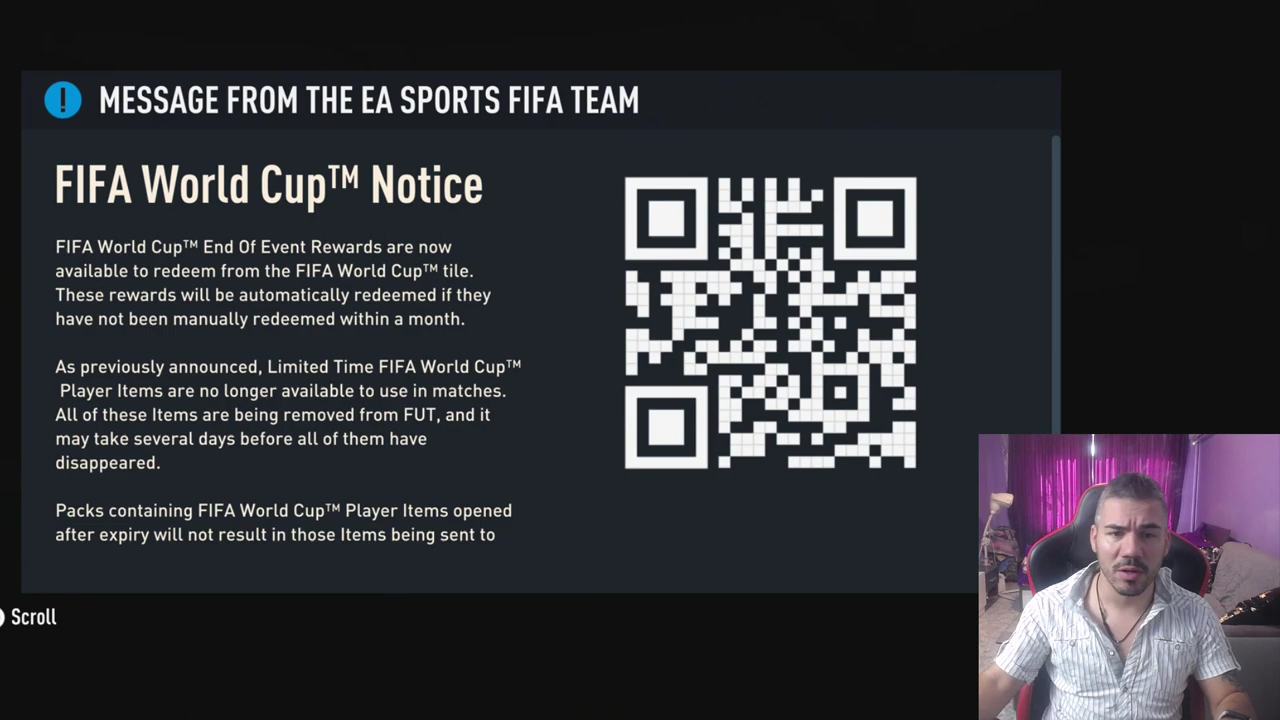 MESSAGE FROM THE EA SPORTS FIFA TEAM
FIFA World Cup™ Notice
FIFA World Cup™ End Of Event Rewards are now
available to redeem from the FIFA World Cup™ tile.
These rewards will be automatically redeemed if they
have not been manually redeemed within a month.
As previously announced, Limited Time FIFA World Cup™
Player Items are no longer available to use in matches.
All of these Items are being removed from FUT, and it
may take several days before all of them have
disappeared.
Packs containing FIFA World Cup™ Player Items opened
after expiry will not result in those Items being sent to
Scroll